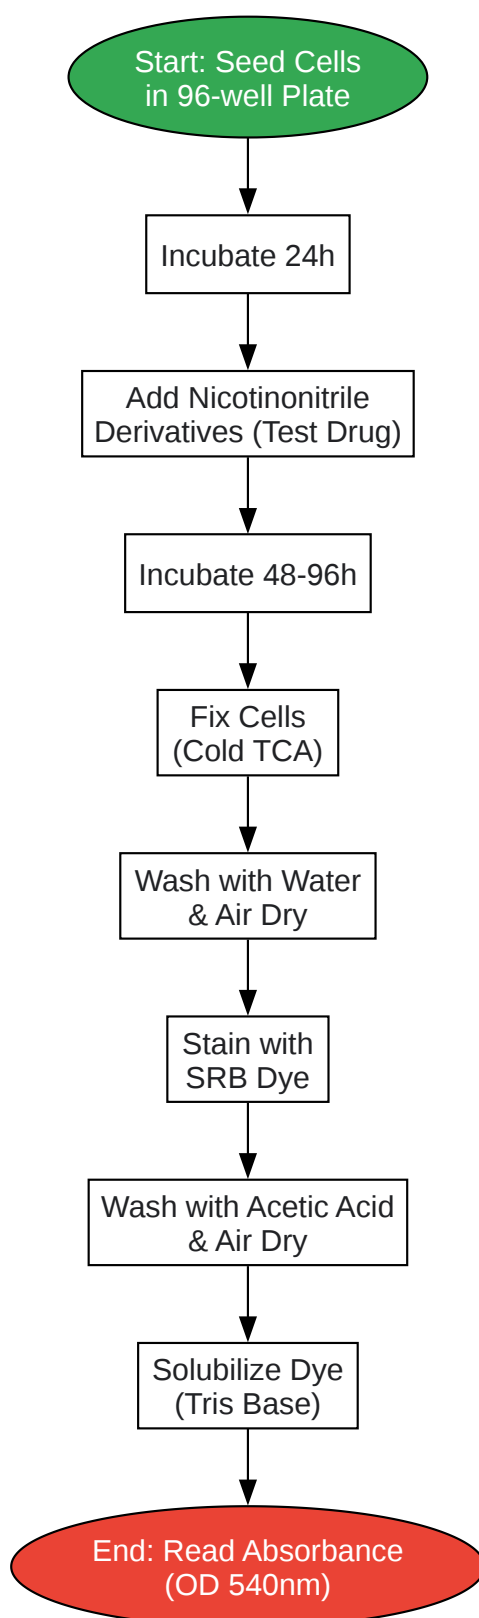 Start: Seed Cells
in 96-well Plate
Incubate 24h
Add Nicotinonitrile
Derivatives (Test Drug)
Incubate 48-96h
Fix Cells
(Cold TCA)
Wash with Water
& Air Dry
Stain with
SRB Dye
Wash with Acetic Acid
& Air Dry
Solubilize Dye
(Tris Base)
End: Read Absorbance
(OD 540nm)